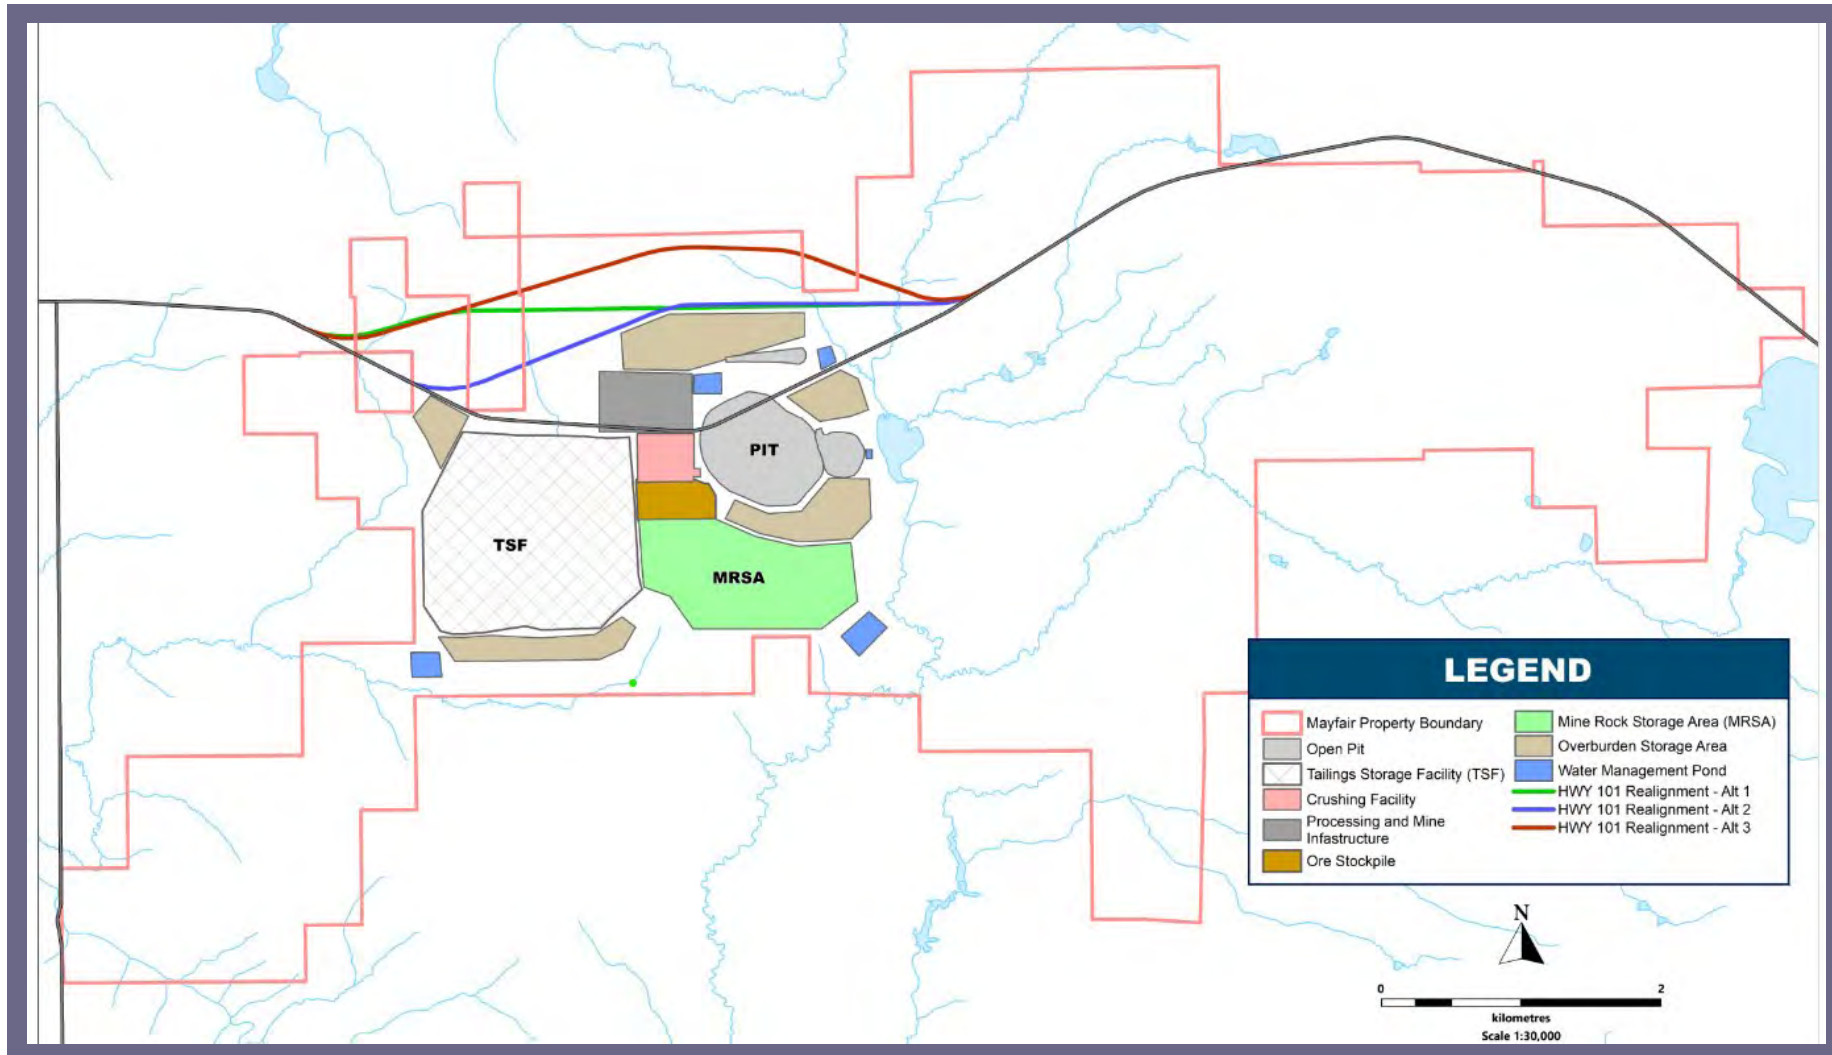 PIT
TSF
MRSA
LEGEND
Mayfair Property Boundary
Open Pit
Tailings Storage Facility (TSF)
Crushing Facility
Processing and Mine
Infastructure
Ore Stockpile
Mine Rock Storage Area (MRSA)
Overburden Storage Area
Water Management Pond
HWY 101 Realignment - Alt 1
HWY 101 Realignment - Alt 2
HWY 101 Realignment - Alt 3
N
0 2
kilometres
Scale 1:30,000